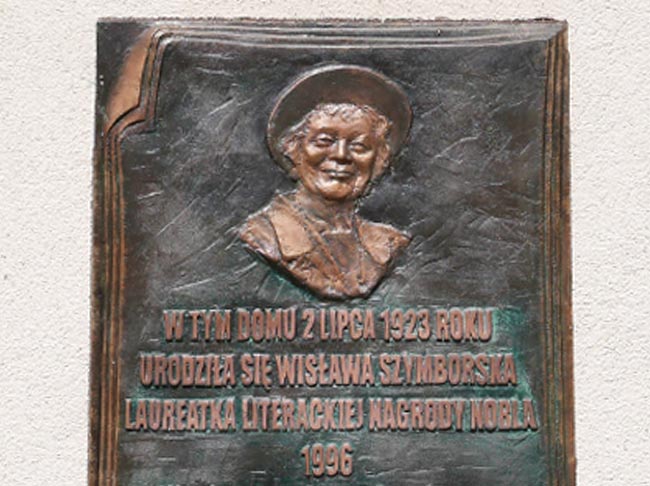 W TYM DOMU 2 LIPCA 1923 ROKU
URODZIŁA SIĘ WISŁAWA SZYMBORSKA
LAUREATKA LITERACKIEJ NAGRODY NOBLA
1996